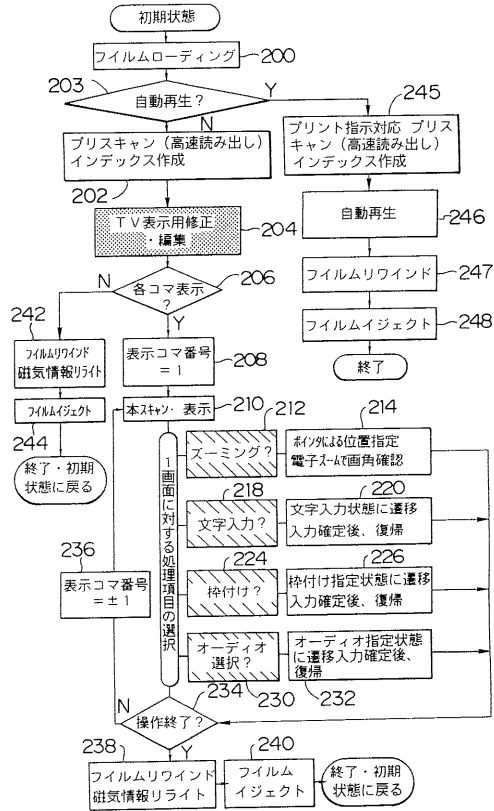 初期状態
フイルムローディング
200
203
自動再生？
Y
N
プリスキャン（高速読み出し）
インデックス作成
202
245
プリント指示対応 プリ
スキャン（高速読み出し）
インデックス作成
ＴＶ表示用修正
・編集
204
自動再生
246
各コマ表示
？
206
N
Y
フイルムリワインド
247
フイルムイジェクト
248
終了
242
フイルムリワインド
磁気情報リライト
フイルムイジェクト
244
終了・初期
状態に戻る
表示コマ番号
＝１
208
本スキャン・表示
210
1画面に対する処理項目の選択
212
ズーミング？
214
ポインタによる位置指定
電子ズームで画角確認
218
文字入力？
220
文字入力状態に遷移
入力確定後、復帰
224
枠付け？
226
枠付け指定状態に遷移
入力確定後、復帰
オーディオ
選択？
230
オーディオ指定状態
に遷移入力確定後、
復帰
232
236
表示コマ番号
＝±１
234
操作終了？
N
Y
238
フイルムリワインド
磁気情報リライト
240
フイルム
イジェクト
終了・初期
状態に戻る